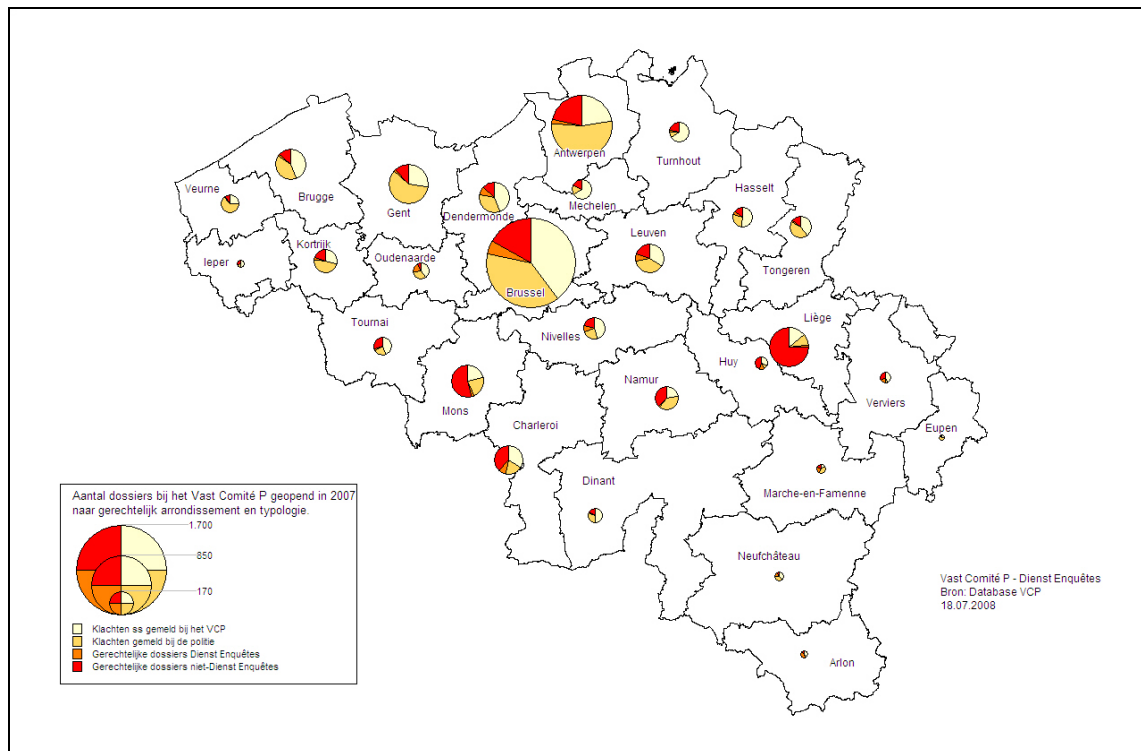 Antwerpen
Turnhout
Veurne
Brugge
Gent
Dendermonde
Mechelen
Hasselt
Ieper
Kortrijk
Oudenaarde
Brussel
Leuven
Tongeren
Tournai
Nivelles
Liège
Mons
Charleroi
Namur
Huy
Verviers
Eupen
Dinant
Marche-en-Famenne
Neufchâteau
Arlon
Aantal dossiers bij het Vast Comité P geopend in 2007
naar gerechtelijk arrondissement en typologie.
1.700
850
170
Klachten ss gemeld bij het VCP
Klachten gemeld bij de politie
Gerechtelijke dossiers Dienst Enquêtes
Gerechtelijke dossiers niet-Dienst Enquêtes
Vast Comité P - Dienst Enquêtes
Bron: Database VCP
18.07.2008